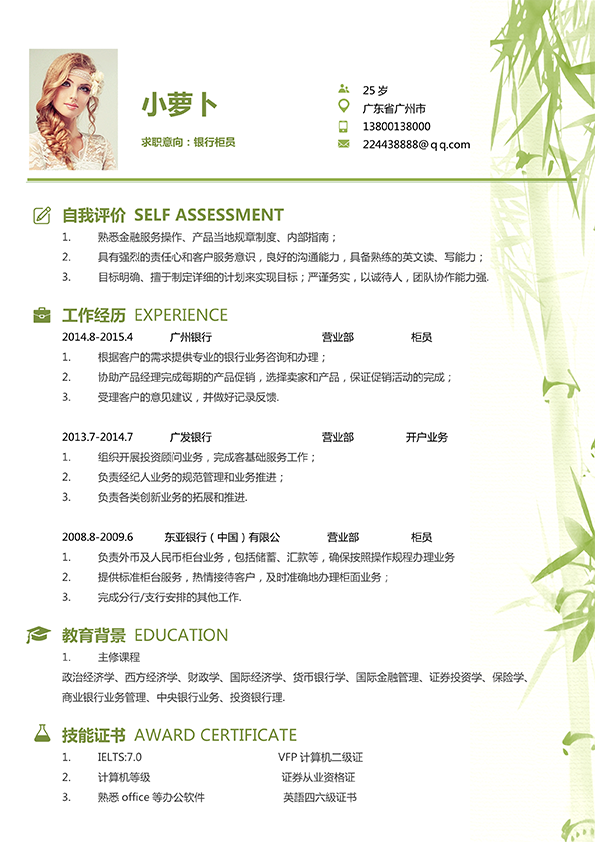 小萝卜
求职意向：银行柜员
25 岁
广东省广州市
13800138000
224438888@qq.com
自我评价 SELF ASSESSMENT
1. 熟悉金融服务操作、产品当地规章制度、内部指南；
2. 具有强烈的责任心和客户服务意识，良好的沟通能力，具备熟练的英文读、写能力；
3. 目标明确、擅于制定详细的计划来实现目标；严谨务实，以诚待人，团队协作能力强.
工作经历 EXPERIENCE
2014.8-2015.4 广州银行 营业部 柜员
1. 根据客户的需求提供专业的银行业务咨询和办理；
2. 协助产品经理完成每期的产品促销，选择卖家和产品，保证促销活动的完成；
3. 受理客户的意见建议，并做好记录反馈.
2013.7-2014.7 广发银行 营业部 开户业务
1. 组织开展投资顾问业务，完成客基础服务工作；
2. 负责经纪人业务的规范管理和业务推进；
3. 负责各类创新业务的拓展和推进.
2008.8-2009.6 东亚银行（中国）有限公 营业部 柜员
1. 负责外币及人民币柜台业务，包括储蓄、汇款等，确保按照操作规程办理业务
2. 提供标准柜台服务，热情接待客户，及时准确地办理柜面业务；
3. 完成分行/支行安排的其他工作.
教育背景 EDUCATION
1. 主修课程
政治经济学、西方经济学、财政学、国际经济学、货币银行学、国际金融管理、证券投资学、保险学、
商业银行业务管理、中央银行业务、投资银行理.
技能证书 AWARD CERTIFICATE
1. IELTS:7.0 VFP 计算机二级证
2. 计算机等级 证券从业资格证
3. 熟悉 office 等办公软件 英語四六級证书